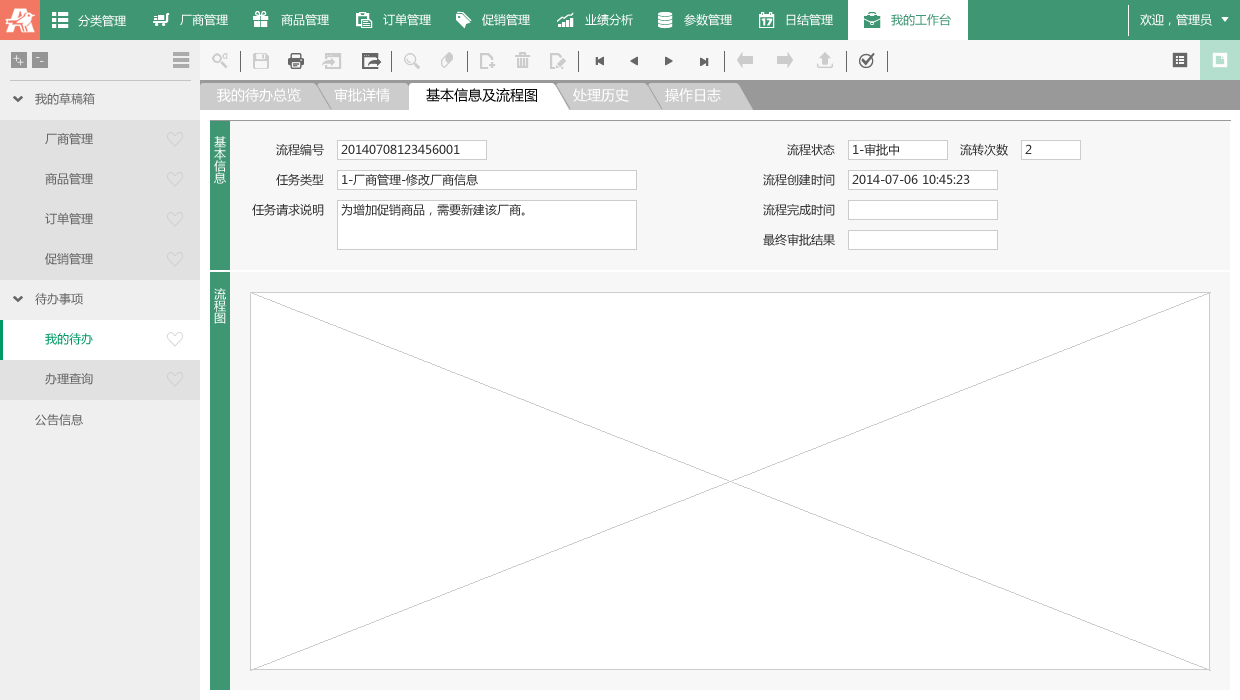 分类管理 厂商管理 商品管理 订单管理 促销管理 业绩分析 参数管理 17 日结管理 我的工作台 欢迎，管理员
我的草稿箱
厂商管理
商品管理
订单管理
促销管理
待办事项
我的待办
办理查询
公告信息
我的待办总览 审批详情 基本信息及流程图 处理历史 操作日志
基本信息
流程编号 20140708123456001 流程状态 1-审批中 流转次数 2
任务类型 1-厂商管理-修改厂商信息 流程创建时间 2014-07-06 10:45:23
任务请求说明 为增加促销商品，需要新建该厂商。 流程完成时间
最终审批结果
流程图